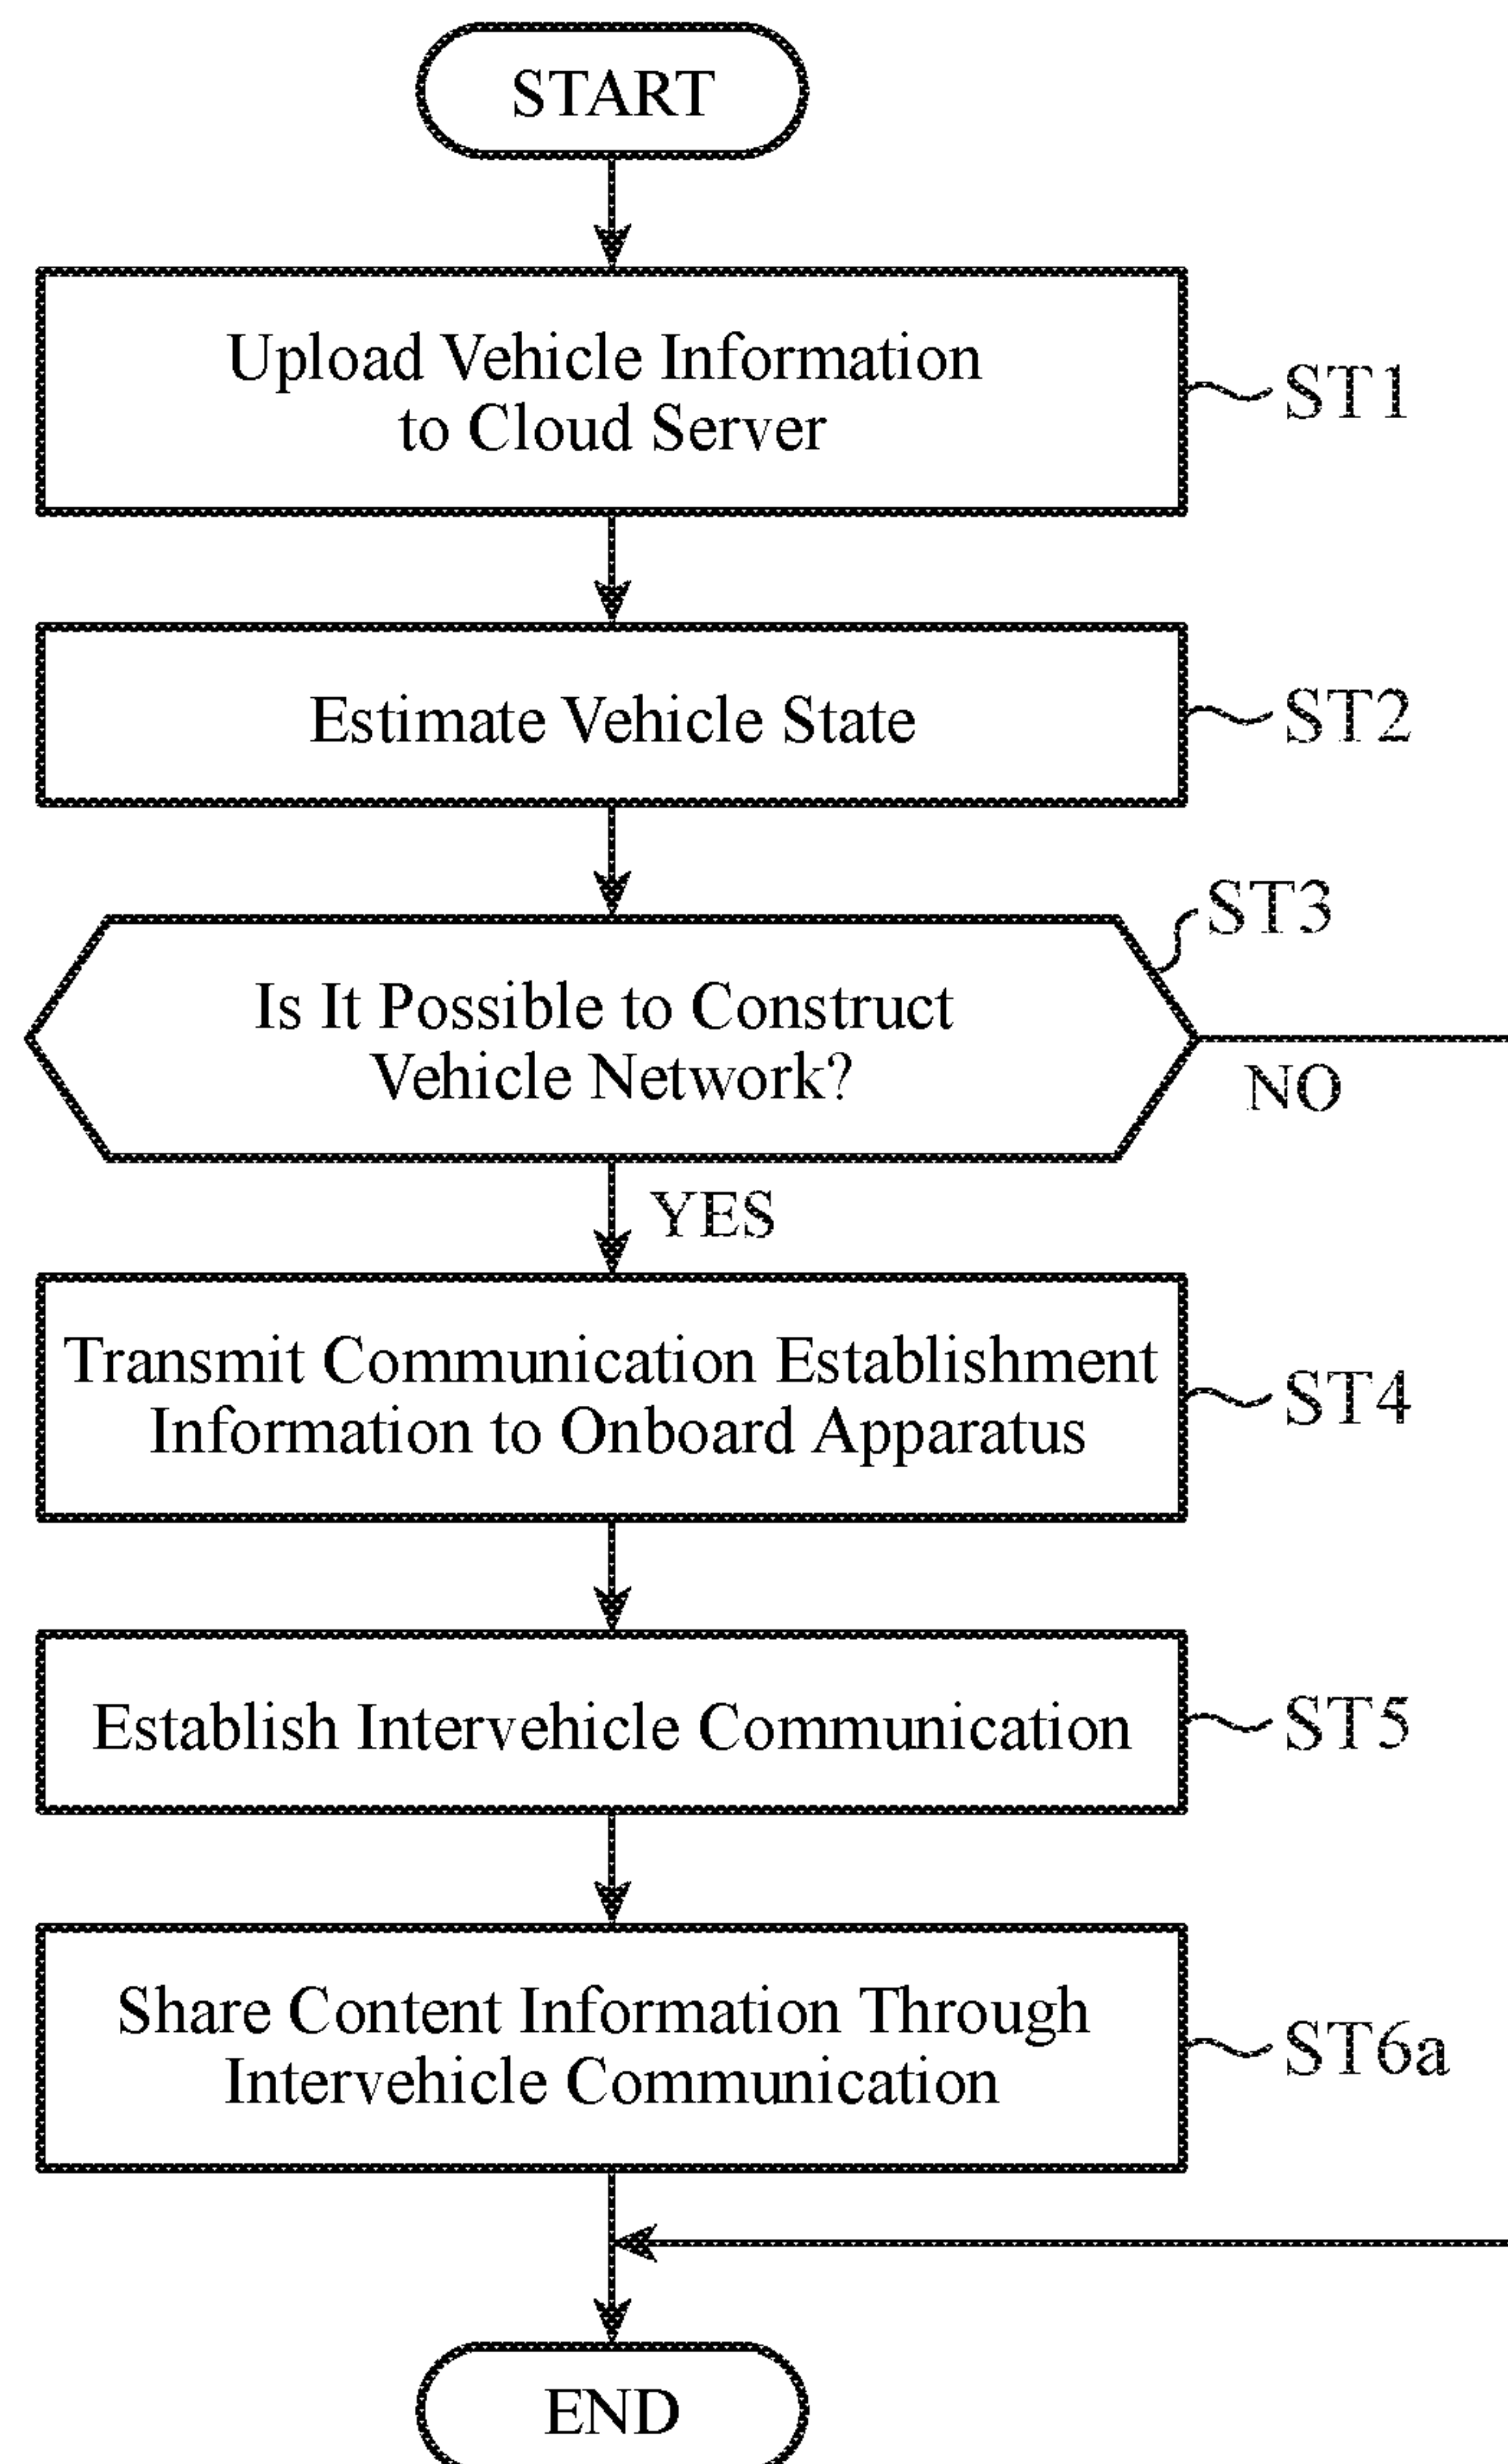 START
Upload Vehicle Information
to Cloud Server
ST1
Estimate Vehicle State
ST2
ST3
Is It Possible to Construct
Vehicle Network?
NO
YES
Transmit Communication Establishment
Information to Onboard Apparatus
ST4
Establish Intervehicle Communication
ST5
Share Content Information Through
Intervehicle Communication
ST6a
END